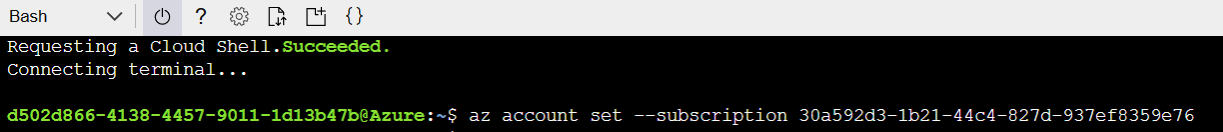 Bash
? {}
Requesting a Cloud Shell.Succeeded.
Connecting terminal...
d502d866-4138-4457-9011-1d13b47b@Azure:~$ az account set --subscription 30a592d3-1b21-44c4-827d-937ef8359e76